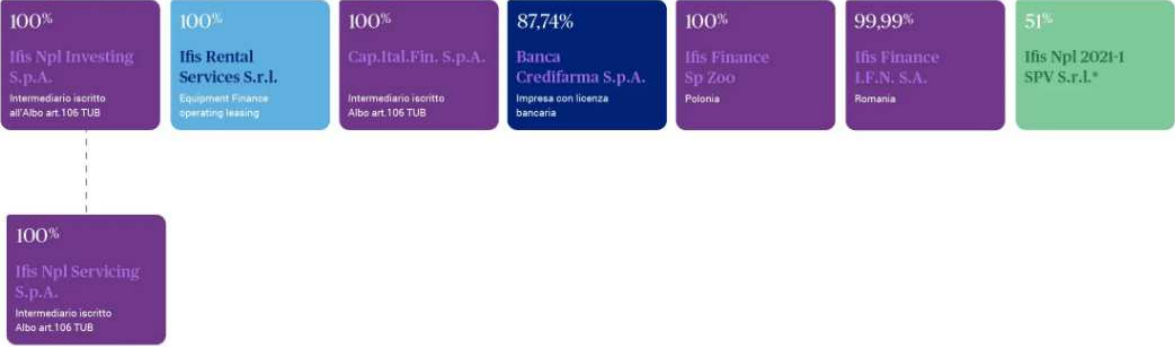 100%
Ifis Npl Investing
S.p.A.
Intermediario iscritto
all'Albo art.106 TUB
100%
Ifis Rental
Services S.r.l.
Equipment Finance
operating leasing
100%
Cap.Ital.Fin. S.p.A.
Intermediario iscritto
Albo art.106 TUB
87,74%
Banca
Credifarma S.p.A.
Impresa con licenza
bancaria
100%
Ifis Finance
Sp Zoo
Polonia
99,99%
Ifis Finance
I.F.N. S.A.
Romania
51%
Ifis Npl 2021-1
SPV S.r.l.*
100%
Ifis Npl Servicing
S.p.A.
Intermediario iscritto
Albo art.106 TUB